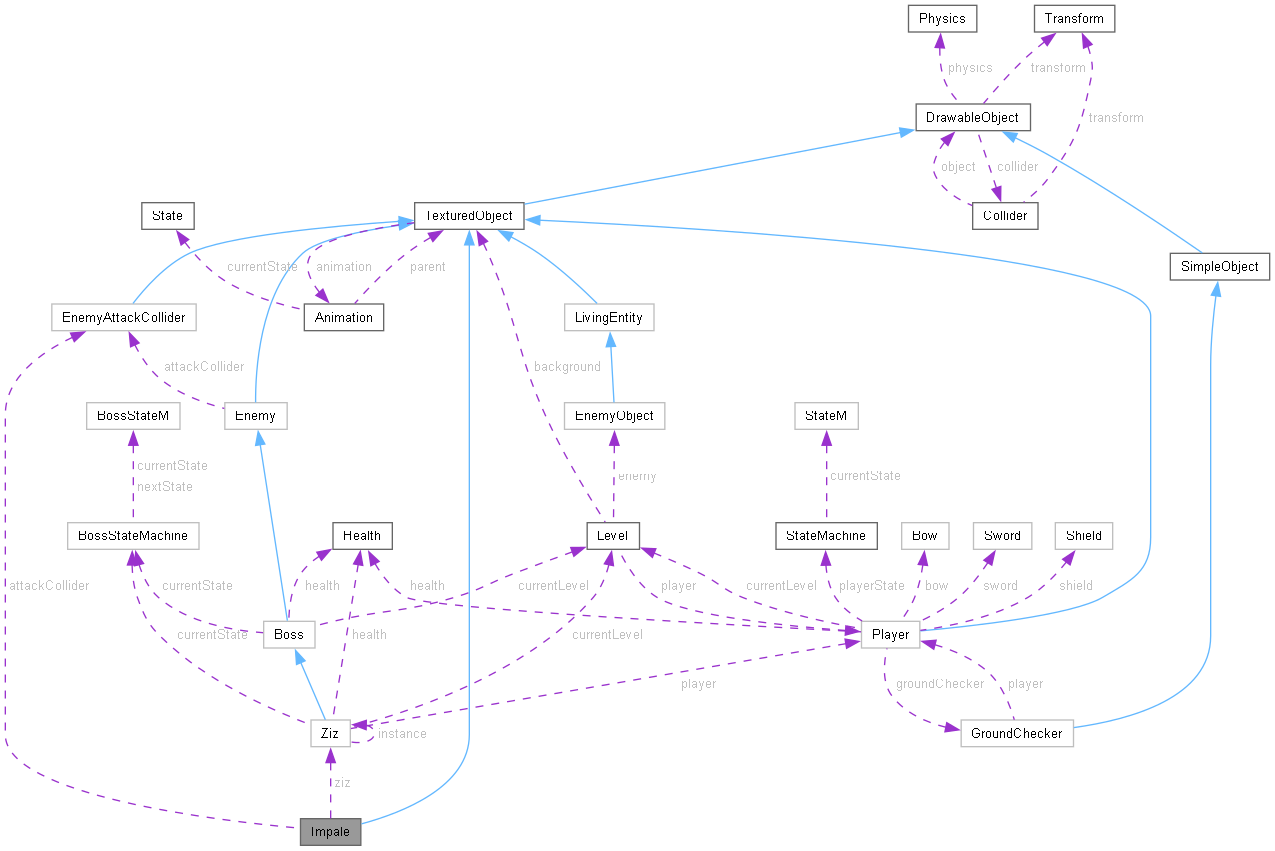 Physics
Transform
physics
transform
DrawableObject
transform
object
collider
State
TexturedObject
Collider
currentState
animation
parent
SimpleObject
EnemyAttackCollider
Animation
LivingEntity
attackCollider
background
BossStateM
Enemy
EnemyObject
StateM
currentState
nextState
enemy
currentState
BossStateMachine
Health
Level
StateMachine
Bow
Sword
Shield
attackCollider
currentState
health
health
currentLevel
player
currentLevel
playerState
bow
sword
shield
currentState
Boss
health
currentLevel
Player
player
groundChecker
player
Ziz
instance
GroundChecker
ziz
Impale